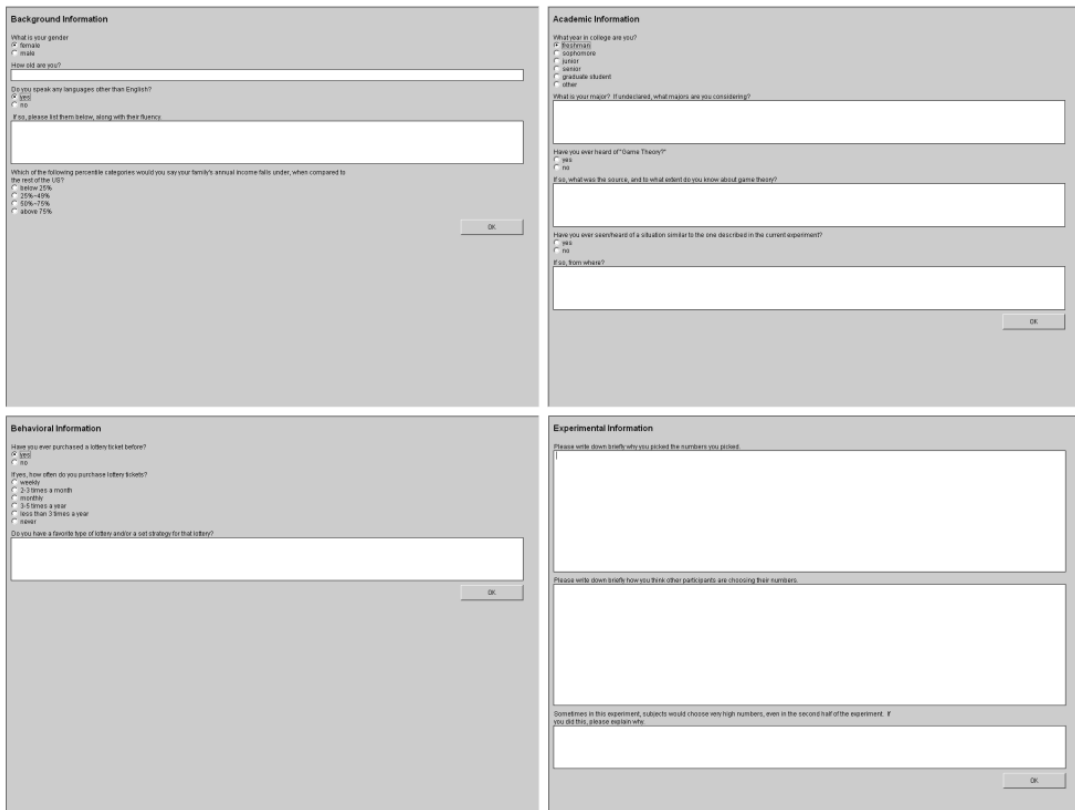 Background Information
What is your gender
female
male
How old are you?
Do you speak any languages other than English?
yes
no
If so, please list them below, along with their fluency.
Which of the following percentile categories would you say your family's annual income falls under, when compared to
the rest of the US?
below 25%
25%-49%
50%-75%
above 75%
OK
Academic Information
What year in college are you?
freshman
sophomore
junior
senior
graduate student
other
What is your major? If undeclared, what majors are you considering?
Have you ever heard of "Game Theory?"
yes
no
If so, what was the source, and to what extent do you know about game theory?
Have you ever seen/heard of a situation similar to the one described in the current experiment?
yes
no
If so, from where?
OK
Behavioral Information
Have you ever purchased a lottery ticket before?
yes
no
If yes, how often do you purchase lottery tickets?
weekly
2-3 times a month
monthly
3-5 times a year
less than 3 times a year
never
Do you have a favorite type of lottery and/or a set strategy for that lottery?
OK
Experimental Information
Please write down briefly why you picked the numbers you picked.
Please write down briefly how you think other participants are choosing their numbers.
Sometimes in this experiment, subjects would choose very high numbers, even in the second half of the experiment. If
you did this, please explain why.
OK